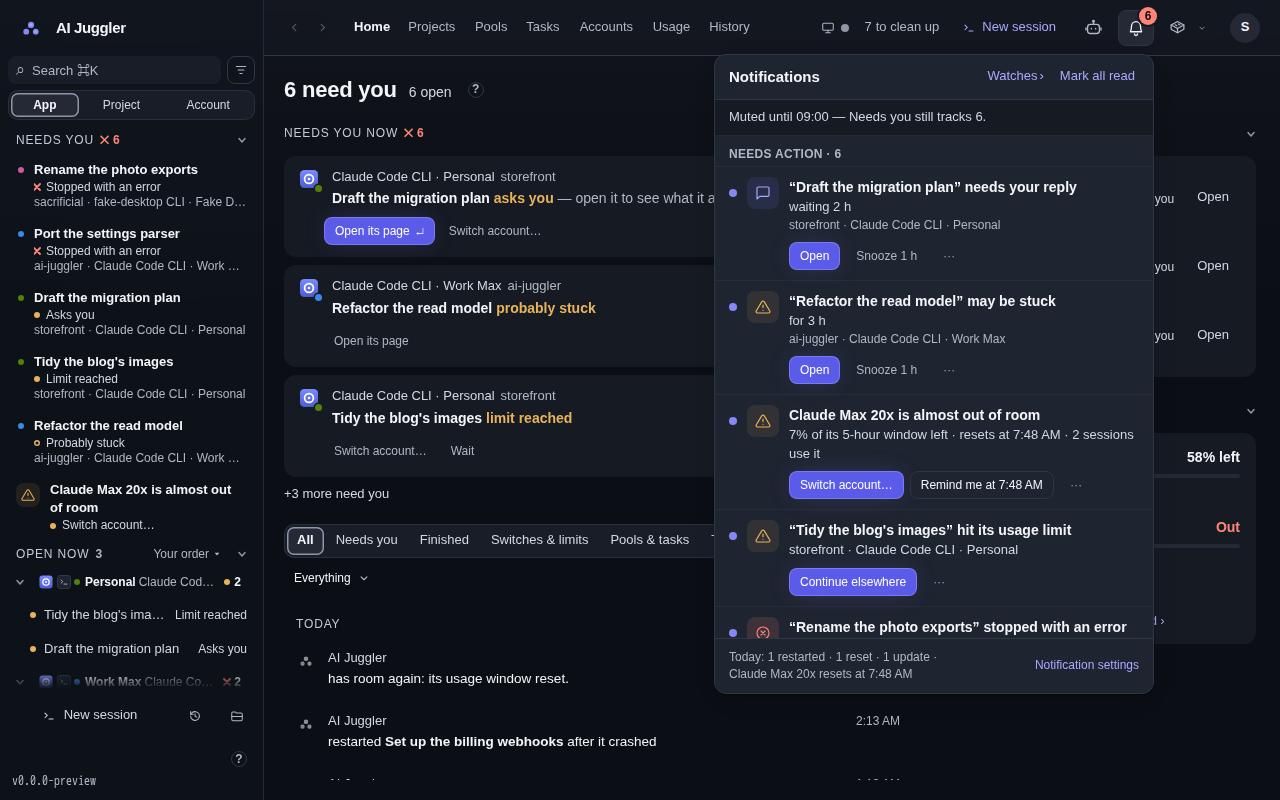 AI Juggler
Search ⌘K
App
Project
Account
NEEDS YOU 6
Rename the photo exports
Stopped with an error
sacrificial · fake-desktop CLI · Fake D…
Port the settings parser
Stopped with an error
ai-juggler · Claude Code CLI · Work …
Draft the migration plan
Asks you
storefront · Claude Code CLI · Personal
Tidy the blog's images
Limit reached
storefront · Claude Code CLI · Personal
Refactor the read model
Probably stuck
ai-juggler · Claude Code CLI · Work …
Claude Max 20x is almost out
of room
Switch account…
OPEN NOW 3
Your order
Personal Claude Cod… 2
Tidy the blog's ima… Limit reached
Draft the migration plan Asks you
Work Max Claude Co… 2
New session
?
v0.0.0-preview
Home
Projects
Pools
Tasks
Accounts
Usage
History
7 to clean up
New session
6
S
6 need you 6 open ?
NEEDS YOU NOW 6
Claude Code CLI · Personal storefront
Draft the migration plan asks you — open it to see what it a
Open its page
Switch account…
Claude Code CLI · Work Max ai-juggler
Refactor the read model probably stuck
Open its page
Claude Code CLI · Personal storefront
Tidy the blog's images limit reached
Switch account…
Wait
+3 more need you
All
Needs you
Finished
Switches & limits
Pools & tasks
Everything
TODAY
AI Juggler
has room again: its usage window reset.
AI Juggler
2:13 AM
restarted Set up the billing webhooks after it crashed
Notifications
Watches ›
Mark all read
Muted until 09:00 — Needs you still tracks 6.
NEEDS ACTION · 6
“Draft the migration plan” needs your reply
waiting 2 h
storefront · Claude Code CLI · Personal
Open
Snooze 1 h
···
“Refactor the read model” may be stuck
for 3 h
ai-juggler · Claude Code CLI · Work Max
Open
Snooze 1 h
···
Claude Max 20x is almost out of room
7% of its 5-hour window left · resets at 7:48 AM · 2 sessions
use it
Switch account…
Remind me at 7:48 AM
···
“Tidy the blog's images” hit its usage limit
storefront · Claude Code CLI · Personal
Continue elsewhere
···
“Rename the photo exports” stopped with an error
Today: 1 restarted · 1 reset · 1 update ·
Claude Max 20x resets at 7:48 AM
Notification settings
you Open
you Open
you Open
58% left
Out
d ›